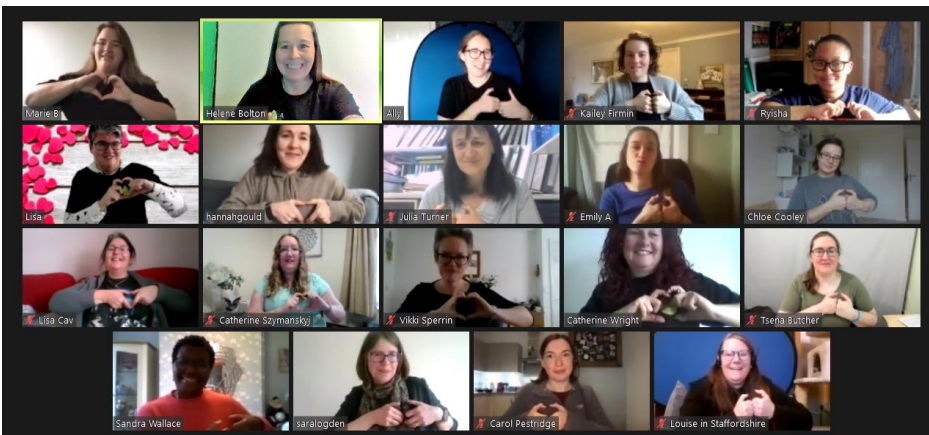 Marie B
Helene Bolton
Ally
Kailey Firmin
Ryisha
Lisa
hannahgould
Julia Turner
Emily A
Chloe Cooley
Lisa Cav
Catherine Szymanskyj
Vikki Sperrin
Catherine Wright
Tsena Butcher
Sandra Wallace
saralogden
Carol Pestridge
Louise in Staffordshire